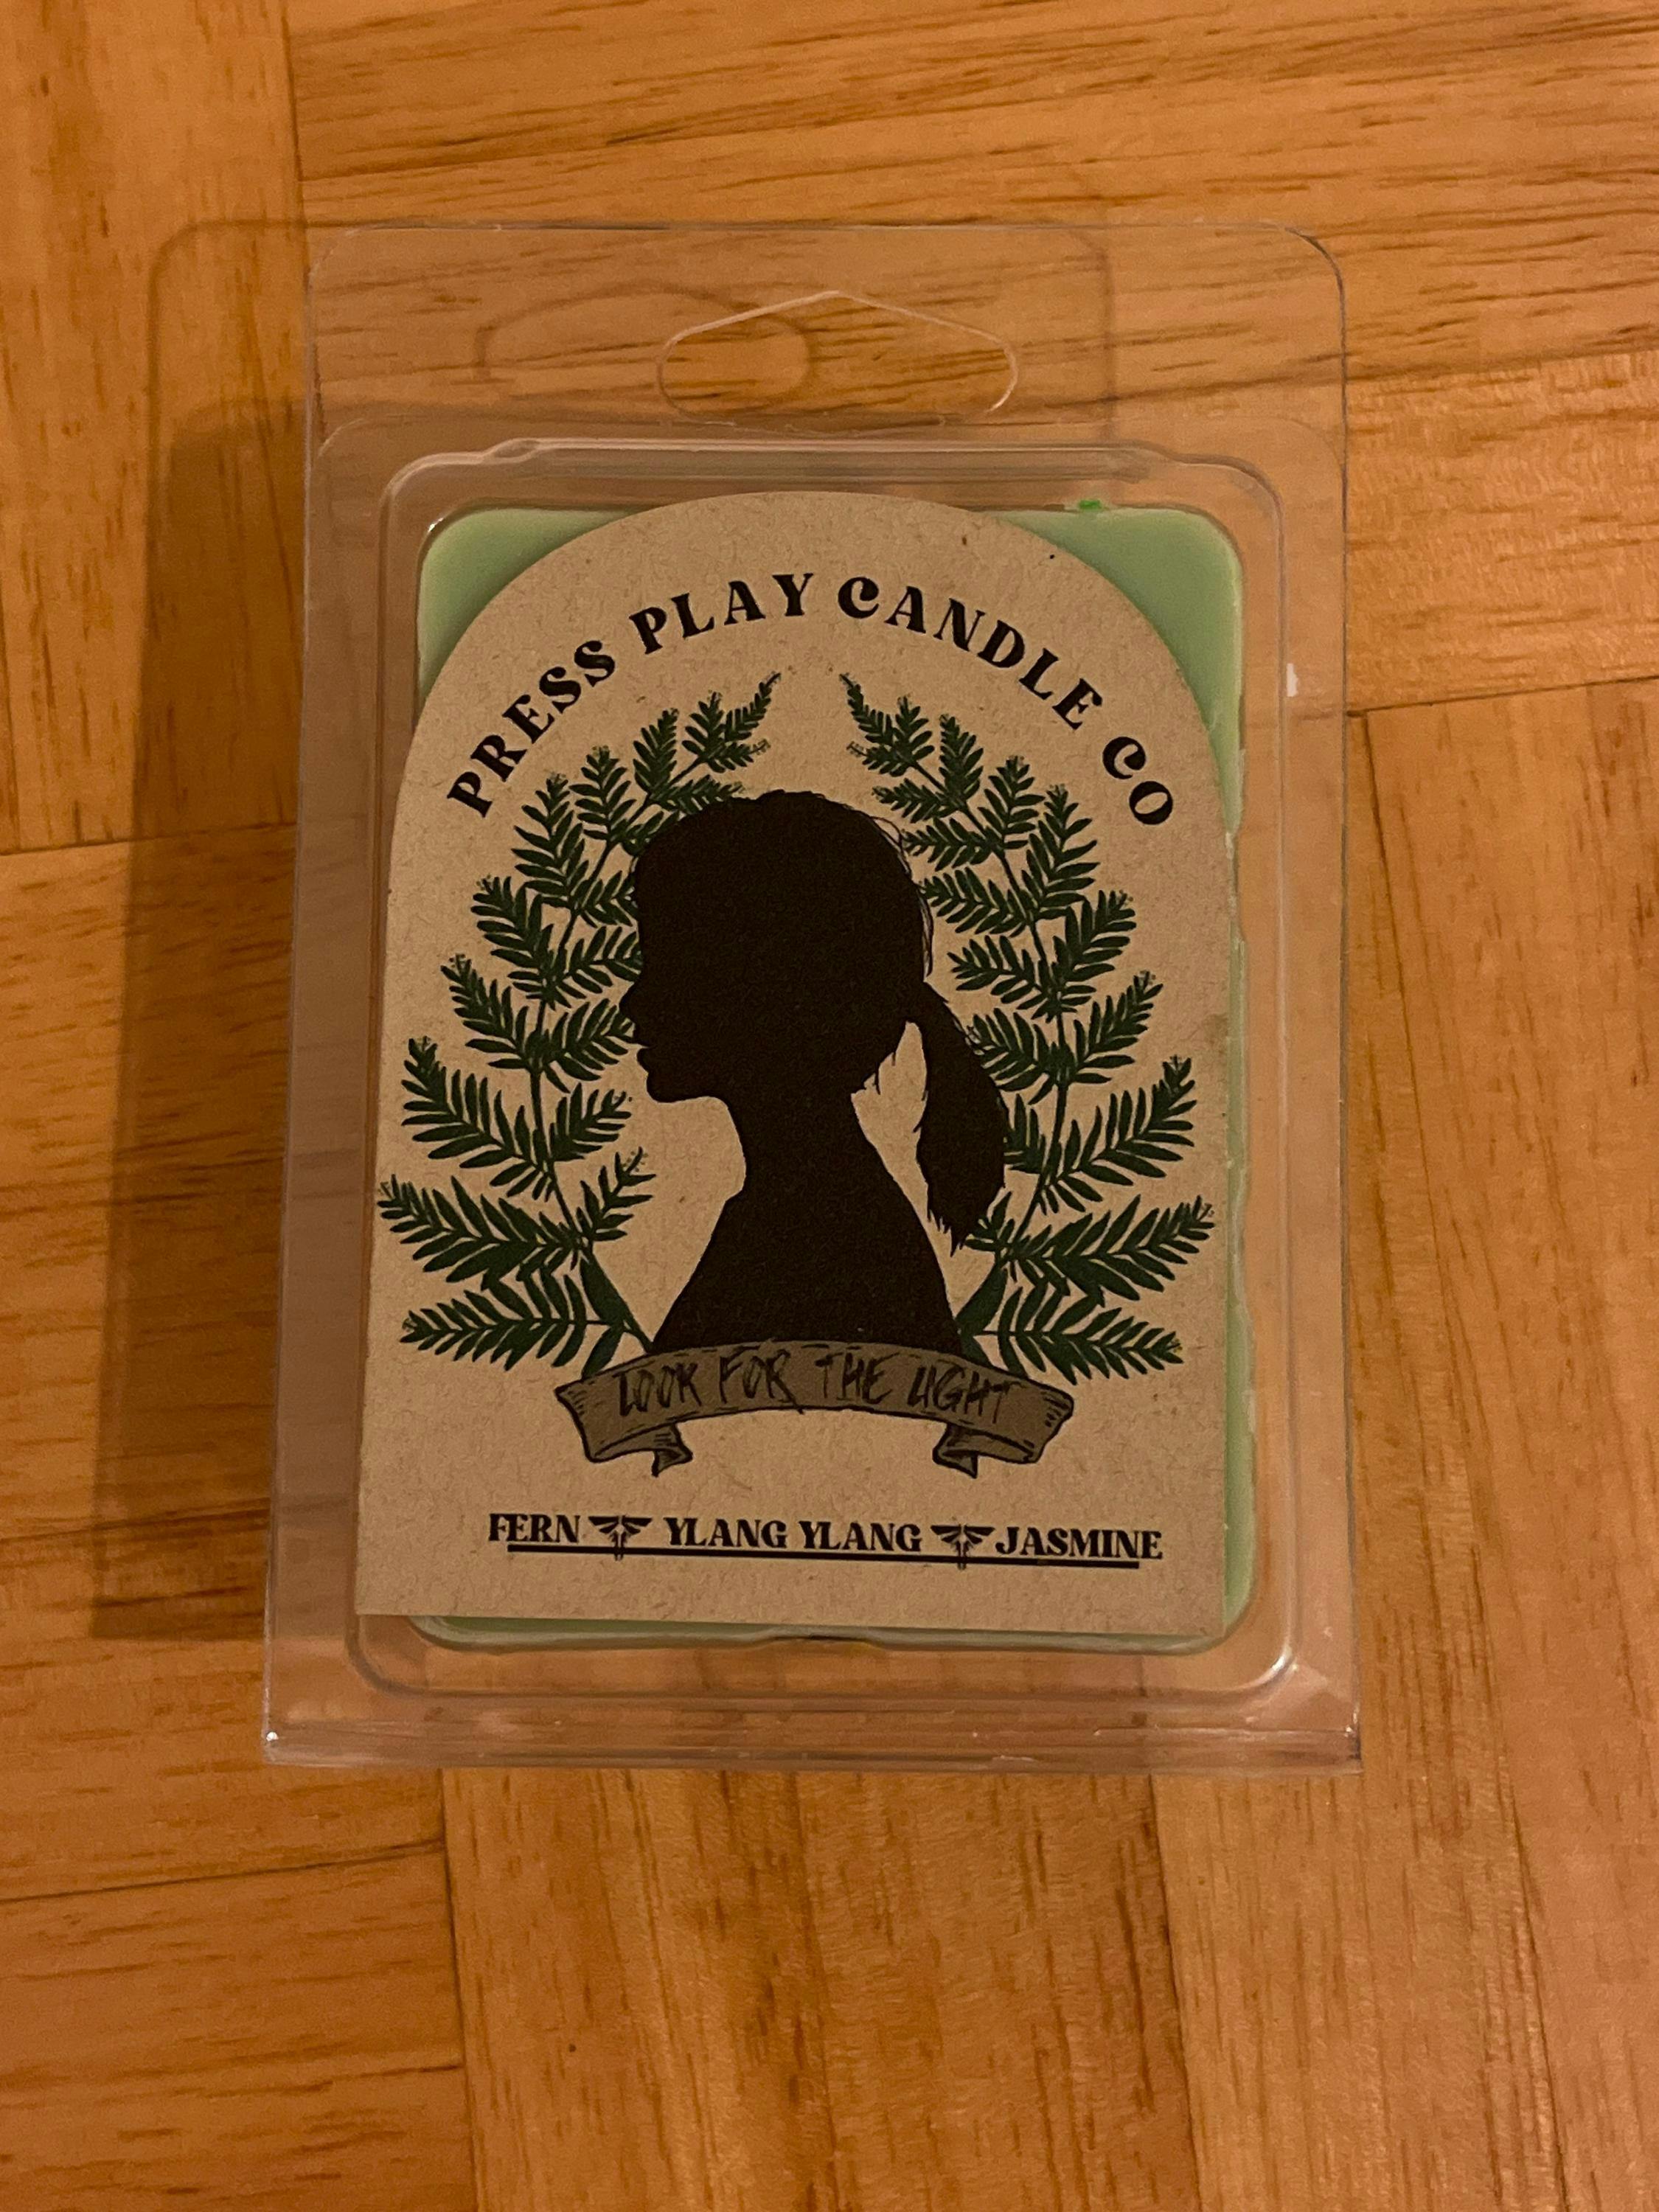 PRESS PLAY CANDLE CO
LOOK FOR THE LIGHT
FERN YLANG YLANG JASMINE